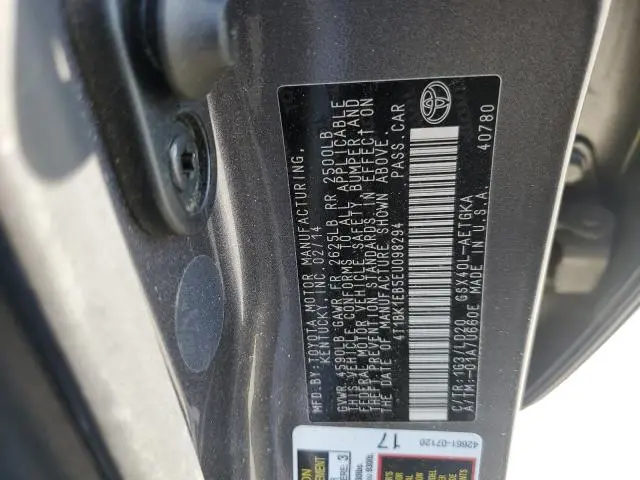 MFD.BY:TOYOTA MOTOR MANUFACTURING,
KENTUCKY, INC. 02/14
GVWR 4590LB GAWR FR 2625LB RR 2500LB
THIS VEHICLE CONFORMS TO ALL APPLICABLE
FEDERAL MOTOR VEHICLE SAFETY, BUMPER, AND
THEFT PREVENTION STANDARDS IN EFFECT ON
THE DATE OF MANUFACTURE SHOWN ABOVE.
4T1BK1EB5EU098294 PASS.CAR
C/TR:1G3/LD20 GSX40L-AETGKA
A/TM:-03A/U660E MADE IN U.S.A.
40780
42661-07120
17